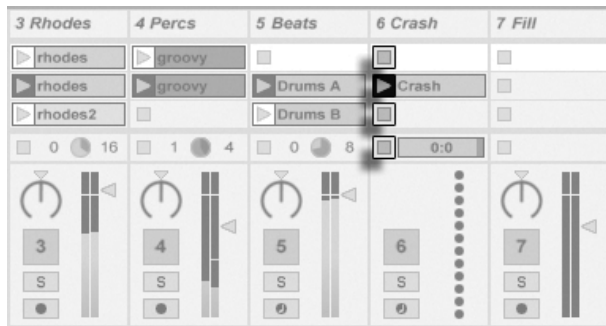 3 Rhodes 4 Percs 5 Beats 6 Crash 7 Fill
rhodes groovy
rhodes groovy Drums A Crash
rhodes2 Drums B
0 16 1 4 0 8 0:0
3 4 5 6 7
S S S S S